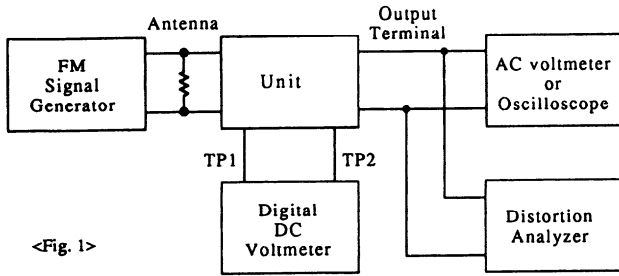 Antenna
Output
Terminal
FM
Signal
Generator
Unit
AC voltmeter
or
Oscilloscope
TP1
TP2
Digital
DC
Voltmeter
Distortion
Analyzer
<Fig. 1>